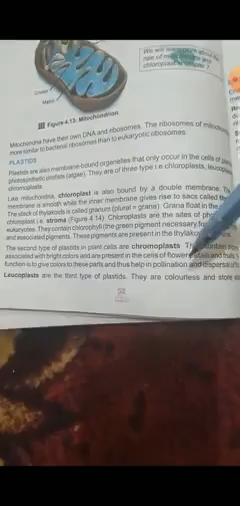 We will learn more about the
role of mitochondria and
chloroplast in chapter 7.
Cristae
Matrix
Figure 4.13: Mitochondrion
Mitochondria have their own DNA and ribosomes. The ribosomes of
more similar to bacterial ribosomes than to eukaryotic ribosomes.
PLASTIDS
Plastids are also membrane-bound organelles that only occur in the cells of
photosynthetic protists (algae). They are of three type i.e chloroplasts,
chromoplasts.
Like mitochondria, chloroplast is also bound by a double membrane. The
membrane is smooth while the inner membrane gives rise to sacs called
The stack of thylakoids is called granum (plural = grana). Grana float in the
chloroplast i.e. stroma (Figure 4.14). Chloroplasts are the sites of
eukaryotes. They contain chlorophyll (the green pigment necessary for
and associated pigments. These pigments are present in the
The second type of plastids in plant cells are chromoplasts
associated with bright colors and are present in the cells of flower
function is to give colors to these parts and thus help in pollination and dispersal of
Leucoplasts are the third type of plastids. They are colourless and store